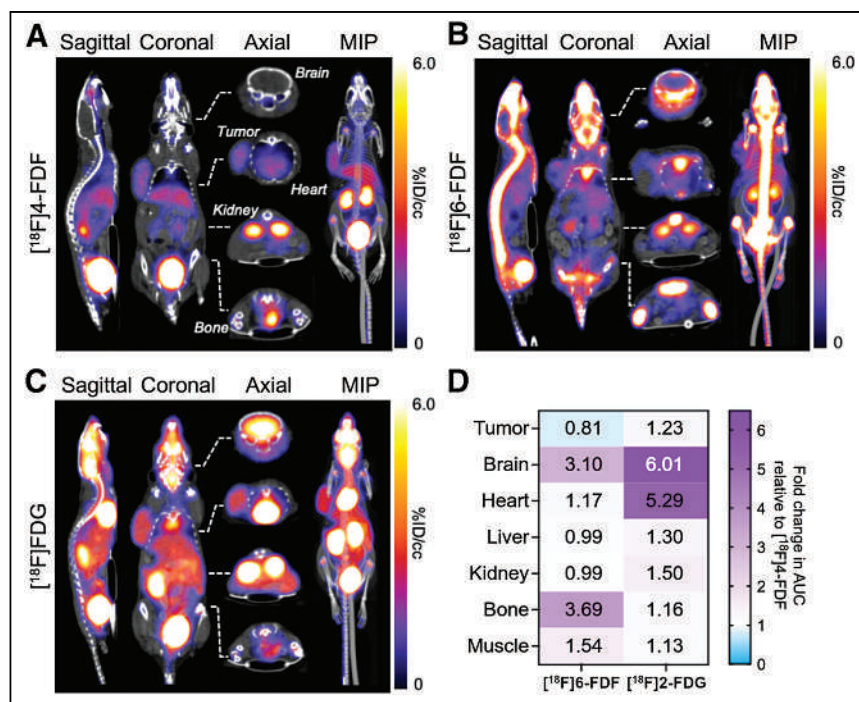 A
Sagittal Coronal Axial MIP
[¹⁸F]4-FDF
Brain
Tumor
Heart
Kidney
Bone
6.0
%ID/cc
0
B
Sagittal Coronal Axial MIP
[¹⁸F]6-FDF
6.0
%ID/cc
0
C
Sagittal Coronal Axial MIP
[¹⁸F]FDG
6.0
%ID/cc
0
D
Tumor 0.81 1.23
Brain 3.10 6.01
Heart 1.17 5.29
Liver 0.99 1.30
Kidney 0.99 1.50
Bone 3.69 1.16
Muscle 1.54 1.13
[¹⁸F]6-FDF [¹⁸F]2-FDG
6
5
4
3
2
1
0
Fold change in AUC
relative to [¹⁸F]4-FDF